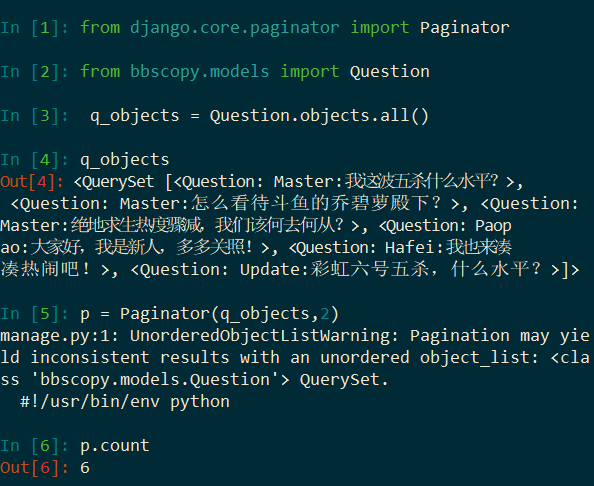 In [1]: from django.core.paginator import Paginator
In [2]: from bbscopy.models import Question
In [3]:  q_objects = Question.objects.all()
In [4]: q_objects
Out[4]: <QuerySet [<Question: Master:我这波五杀什么水平？>,
 <Question: Master:怎么看待斗鱼的乔碧萝殿下？>, <Question:
Master:绝地求生热度骤减，我们该何去何从？>, <Question: Paop
ao:大家好，我是新人，多多关照！>, <Question: Hafei:我也来凑
凑热闹吧！>, <Question: Update:彩虹六号五杀，什么水平？>]>
In [5]: p = Paginator(q_objects,2)
manage.py:1: UnorderedObjectListWarning: Pagination may yie
ld inconsistent results with an unordered object_list: <cla
ss 'bbscopy.models.Question'> QuerySet.
  #!/usr/bin/env python
In [6]: p.count
Out[6]: 6